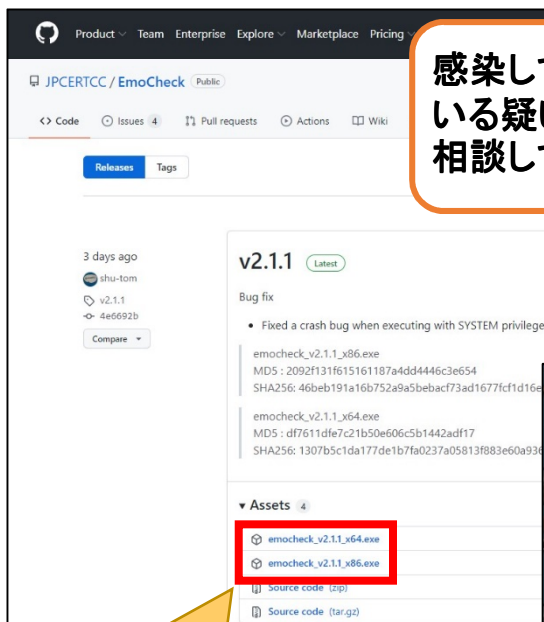 Product Team Enterprise Explore Marketplace Pricing
JPCERTCC / EmoCheck Public
<> Code Issues 4 Pull requests Actions Wiki
Releases Tags
感染して
いる疑い
相談して
3 days ago
shu-tom
v2.1.1
4e6692b
Compare
v2.1.1 Latest
Bug fix
• Fixed a crash bug when executing with SYSTEM privilege
emocheck_v2.1.1_x86.exe
MD5 : 2092f131f615161187a4dd4446c3e654
SHA256: 46beb191a16b752a9a5bebacf73ad1677fcf1d16e
emocheck_v2.1.1_x64.exe
MD5 : df7611dfe7c21b50e606c5b1442adf17
SHA256: 1307b5c1da177de1b7fa0237a05813f883e60a936
Assets 4
emocheck_v2.1.1_x64.exe
emocheck_v2.1.1_x86.exe
Source code (zip)
Source code (tar.gz)